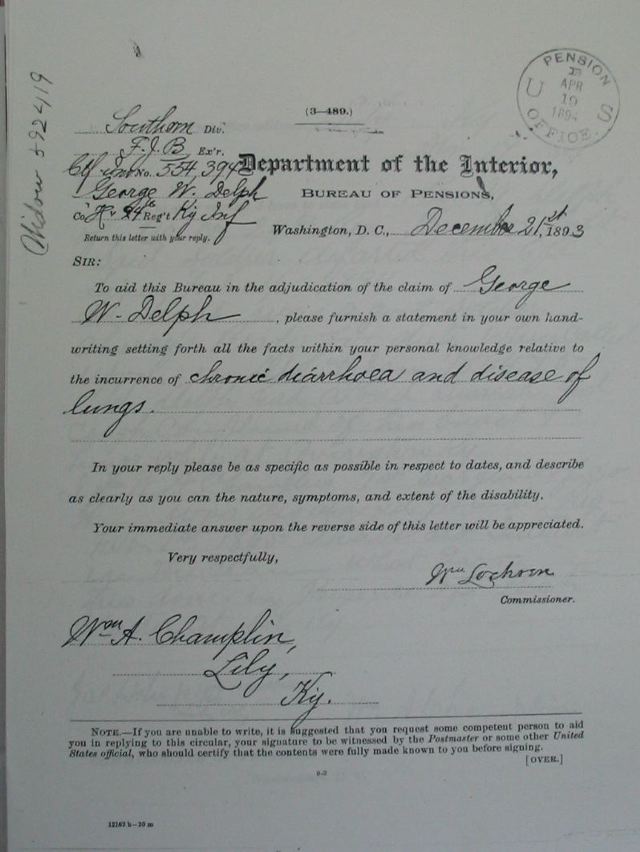 Widow 592419
PENSION
U S
APR
19
1894
OFFICE.
(3—489.)
Southern Div.
F.J.B Ex'r.
No. 554,394
George W. Delph
Co. H, Reg't Ky Inf
Return this letter with your reply.
Department of the Interior,
BUREAU OF PENSIONS,
Washington, D. C., December 21st, 1893
SIR:
To aid this Bureau in the adjudication of the claim of George
W. Delph, please furnish a statement in your own hand-
writing setting forth all the facts within your personal knowledge relative to
the incurrence of chronic diarrhoea and disease of
lungs.
In your reply please be as specific as possible in respect to dates, and describe
as clearly as you can the nature, symptoms, and extent of the disability.
Your immediate answer upon the reverse side of this letter will be appreciated.
Very respectfully,
Wm Lochren
Commissioner.
Wm A. Champlin,
Lily,
Ky.
NOTE.—If you are unable to write, it is suggested that you request some competent person to aid
you in replying to this circular, your signature to be witnessed by the Postmaster or some other United
States official, who should certify that the contents were fully made known to you before signing.
[OVER.]